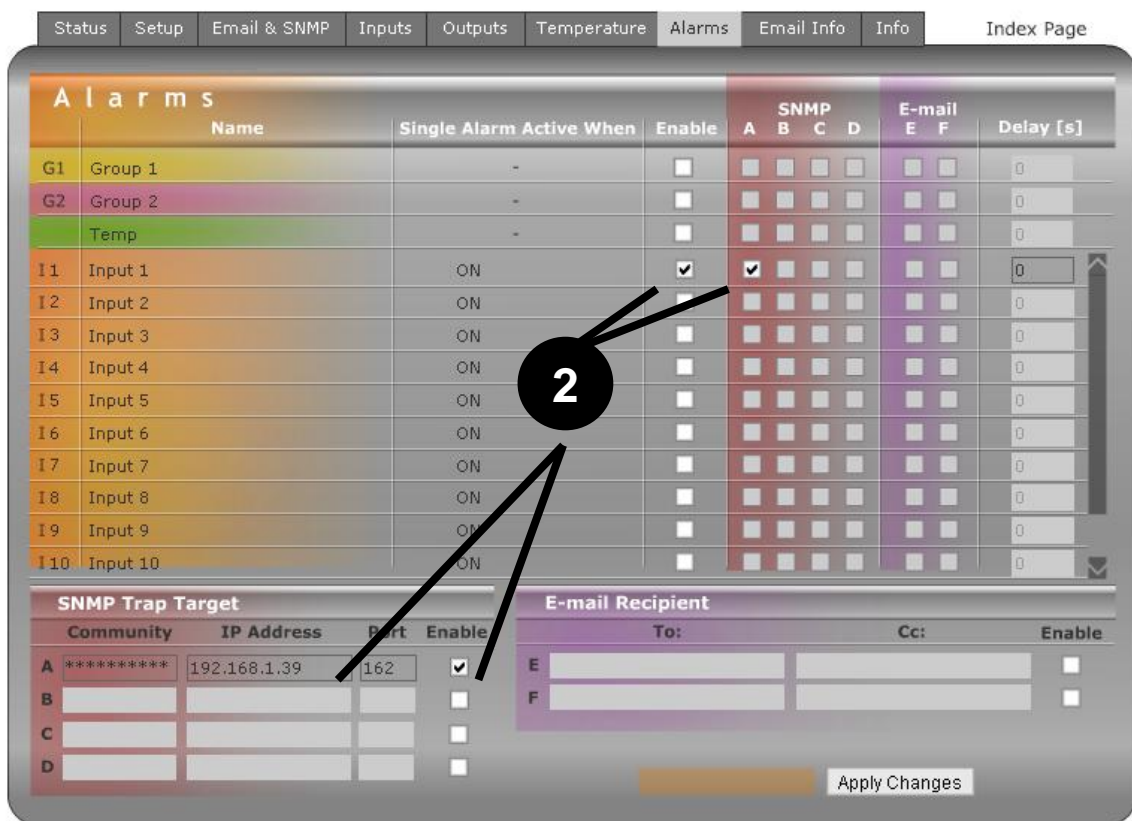 Status Setup Email & SNMP Inputs Outputs Temperature Alarms Email Info Info Index Page
Alarms SNMP E-mail
Name Single Alarm Active When Enable A B C D E F Delay [s]
G1 Group 1 - 0
G2 Group 2 - 0
Temp - 0
I1 Input 1 ON 0
I2 Input 2 ON 0
I3 Input 3 ON 0
I4 Input 4 ON 0
I5 Input 5 ON 0
I6 Input 6 ON 0
I7 Input 7 ON 0
I8 Input 8 ON 0
I9 Input 9 ON 0
I10 Input 10 ON 0
2
SNMP Trap Target E-mail Recipient
Community IP Address Port Enable To: Cc: Enable
A ********** 192.168.1.39 162 E
B F
C
D
Apply Changes